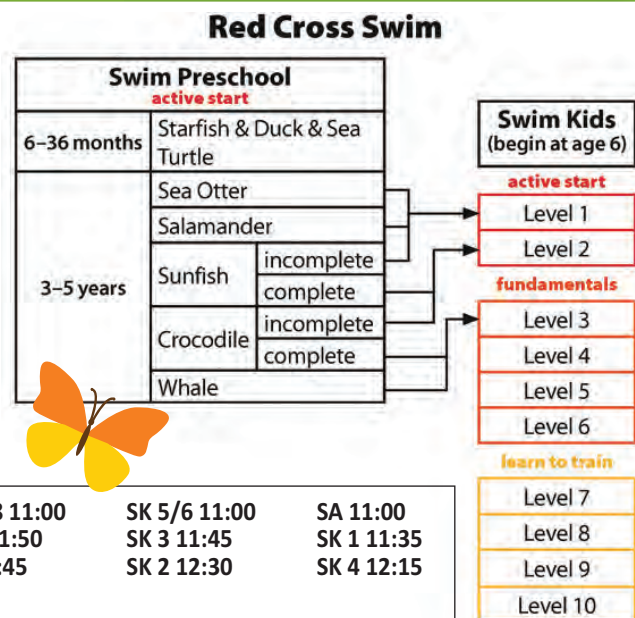 Red Cross Swim
Swim Preschool
active start
6–36 months
Starfish & Duck & Sea
Turtle
3–5 years
Sea Otter
Salamander
Sunfish
incomplete
complete
Crocodile
incomplete
complete
Whale
Swim Kids
(begin at age 6)
active start
Level 1
Level 2
fundamentals
Level 3
Level 4
Level 5
Level 6
learn to train
Level 7
Level 8
Level 9
Level 10
11:00 SK 5/6 11:00 SA 11:00
SK 3 11:45 SK 1 11:35
SK 2 12:30 SK 4 12:15